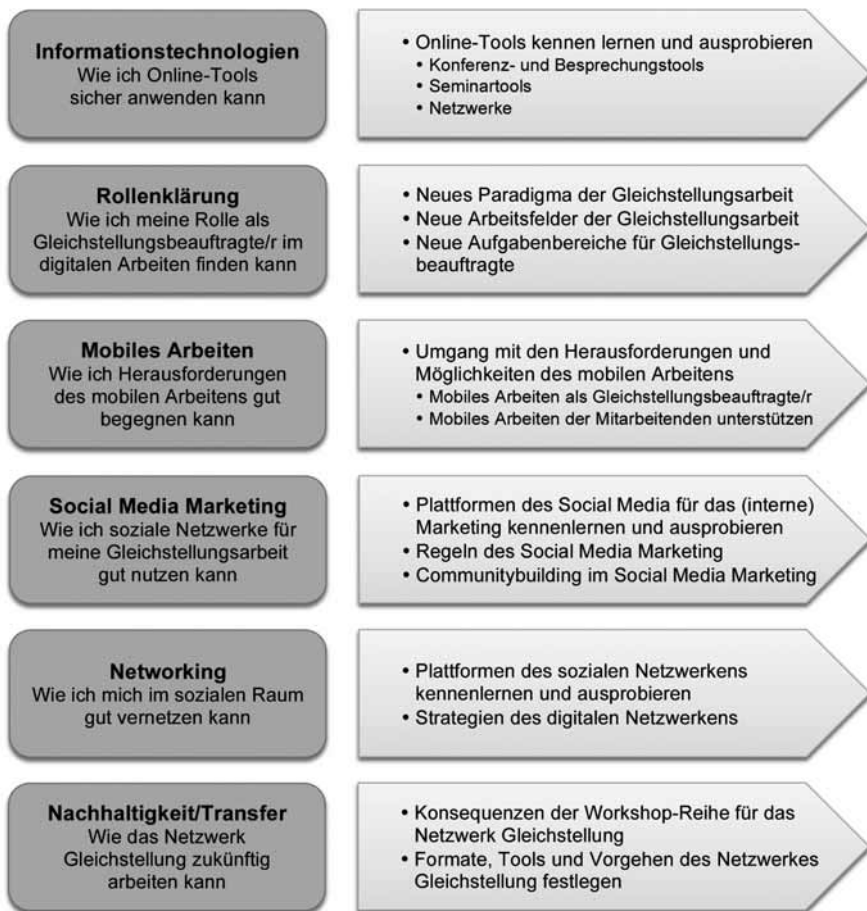 Informationstechnologien
Wie ich Online-Tools
sicher anwenden kann
• Online-Tools kennen lernen und ausprobieren
• Konferenz- und Besprechungstools
• Seminartools
• Netzwerke
Rollenklärung
Wie ich meine Rolle als
Gleichstellungsbeauftragte/r im
digitalen Arbeiten finden kann
• Neues Paradigma der Gleichstellungsarbeit
• Neue Arbeitsfelder der Gleichstellungsarbeit
• Neue Aufgabenbereiche für Gleichstellungs-
beauftragte
Mobiles Arbeiten
Wie ich Herausforderungen
des mobilen Arbeitens gut
begegnen kann
• Umgang mit den Herausforderungen und
Möglichkeiten des mobilen Arbeitens
• Mobiles Arbeiten als Gleichstellungsbeauftragte/r
• Mobiles Arbeiten der Mitarbeitenden unterstützen
Social Media Marketing
Wie ich soziale Netzwerke für
meine Gleichstellungsarbeit
gut nutzen kann
• Plattformen des Social Media für das (interne)
Marketing kennenlernen und ausprobieren
• Regeln des Social Media Marketing
• Communitybuilding im Social Media Marketing
Networking
Wie ich mich im sozialen Raum
gut vernetzen kann
• Plattformen des sozialen Netzwerkens
kennenlernen und ausprobieren
• Strategien des digitalen Netzwerkens
Nachhaltigkeit/Transfer
Wie das Netzwerk
Gleichstellung zukünftig
arbeiten kann
• Konsequenzen der Workshop-Reihe für das
Netzwerk Gleichstellung
• Formate, Tools und Vorgehen des Netzwerkes
Gleichstellung festlegen